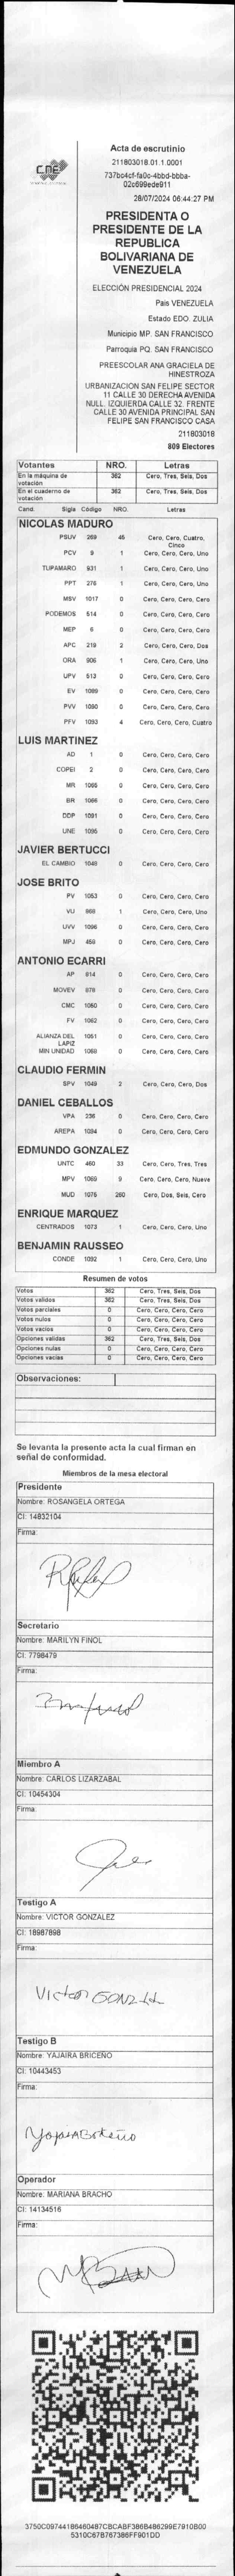 CNE
Acta de escrutinio
211803018.01.1.0001
737bc4cf-fa0c-4bbd-bbba-
02c699ede911
28/07/2024 06:44:27 PM
PRESIDENTA O
PRESIDENTE DE LA
REPUBLICA
BOLIVARIANA DE
VENEZUELA
ELECCIÓN PRESIDENCIAL 2024
Pais VENEZUELA
Estado EDO. ZULIA
Municipio MP. SAN FRANCISCO
Parroquia PQ. SAN FRANCISCO
PREESCOLAR ANA GRACIELA DE
HINESTROZA
URBANIZACION SAN FELIPE SECTOR
11 CALLE 30 DERECHA AVENIDA
NULL. IZQUIERDA CALLE 32. FRENTE
CALLE 30 AVENIDA PRINCIPAL SAN
FELIPE SAN FRANCISCO CASA
211803018
809 Electores
Votantes NRO. Letras
En la máquina de votación 362 Cero, Tres, Seis, Dos
En el cuaderno de votación 362 Cero, Tres, Seis, Dos
Cand. Sigla Código NRO. Letras
NICOLAS MADURO
PSUV 269 45 Cero, Cero, Cuatro, Cinco
PCV 9 1 Cero, Cero, Cero, Uno
TUPAMARO 931 1 Cero, Cero, Cero, Uno
PPT 276 1 Cero, Cero, Cero, Uno
MSV 1017 0 Cero, Cero, Cero, Cero
PODEMOS 514 0 Cero, Cero, Cero, Cero
MEP 6 0 Cero, Cero, Cero, Cero
APC 219 2 Cero, Cero, Cero, Dos
ORA 906 1 Cero, Cero, Cero, Uno
UPV 513 0 Cero, Cero, Cero, Cero
EV 1089 0 Cero, Cero, Cero, Cero
PVV 1090 0 Cero, Cero, Cero, Cero
PFV 1093 4 Cero, Cero, Cero, Cuatro
LUIS MARTINEZ
AD 1 0 Cero, Cero, Cero, Cero
COPEI 2 0 Cero, Cero, Cero, Cero
MR 1065 0 Cero, Cero, Cero, Cero
BR 1066 0 Cero, Cero, Cero, Cero
DDP 1091 0 Cero, Cero, Cero, Cero
UNE 1095 0 Cero, Cero, Cero, Cero
JAVIER BERTUCCI
EL CAMBIO 1048 0 Cero, Cero, Cero, Cero
JOSE BRITO
PV 1053 0 Cero, Cero, Cero, Cero
VU 868 1 Cero, Cero, Cero, Uno
UVV 1096 0 Cero, Cero, Cero, Cero
MPJ 459 0 Cero, Cero, Cero, Cero
ANTONIO ECARRI
AP 814 0 Cero, Cero, Cero, Cero
MOVEV 978 0 Cero, Cero, Cero, Cero
CMC 1050 0 Cero, Cero, Cero, Cero
FV 1062 0 Cero, Cero, Cero, Cero
ALIANZA DEL LAPIZ 1051 0 Cero, Cero, Cero, Cero
MIN UNIDAD 1088 0 Cero, Cero, Cero, Cero
CLAUDIO FERMIN
SPV 1049 2 Cero, Cero, Cero, Dos
DANIEL CEBALLOS
VPA 236 0 Cero, Cero, Cero, Cero
AREPA 1094 0 Cero, Cero, Cero, Cero
EDMUNDO GONZALEZ
UNTC 460 33 Cero, Cero, Tres, Tres
MPV 1069 9 Cero, Cero, Cero, Nueve
MUD 1076 260 Cero, Dos, Seis, Cero
ENRIQUE MARQUEZ
CENTRADOS 1073 1 Cero, Cero, Cero, Uno
BENJAMIN RAUSSEO
CONDE 1092 1 Cero, Cero, Cero, Uno
Resumen de votos
Votos 362 Cero, Tres, Seis, Dos
Votos validos 362 Cero, Tres, Seis, Dos
Votos parciales 0 Cero, Cero, Cero, Cero
Votos nulos 0 Cero, Cero, Cero, Cero
Votos vacios 0 Cero, Cero, Cero, Cero
Opciones validas 362 Cero, Tres, Seis, Dos
Opciones nulas 0 Cero, Cero, Cero, Cero
Opciones vacias 0 Cero, Cero, Cero, Cero
Observaciones:
Se levanta la presente acta la cual firman en
señal de conformidad.
Miembros de la mesa electoral
Presidente
Nombre: ROSANGELA ORTEGA
CI: 14832104
Firma:
Secretario
Nombre: MARILYN FINOL
CI: 7798479
Firma:
Miembro A
Nombre: CARLOS LIZARZABAL
CI: 10454304
Firma:
Testigo A
Nombre: VICTOR GONZALEZ
CI: 18987898
Firma:
Testigo B
Nombre: YAJAIRA BRICEÑO
CI: 10443453
Firma:
Operador
Nombre: MARIANA BRACHO
CI: 14134516
Firma:
3750C09744186460487CBCABF386B486299E7910B00
5310C67B767386FF901DD